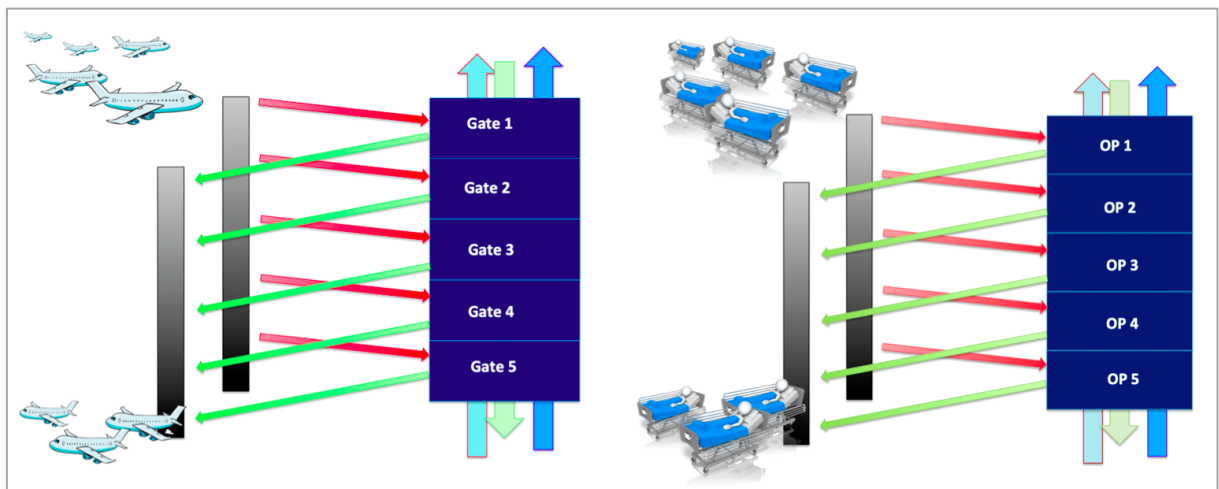 Gate 1
Gate 2
Gate 3
Gate 4
Gate 5
OP 1
OP 2
OP 3
OP 4
OP 5